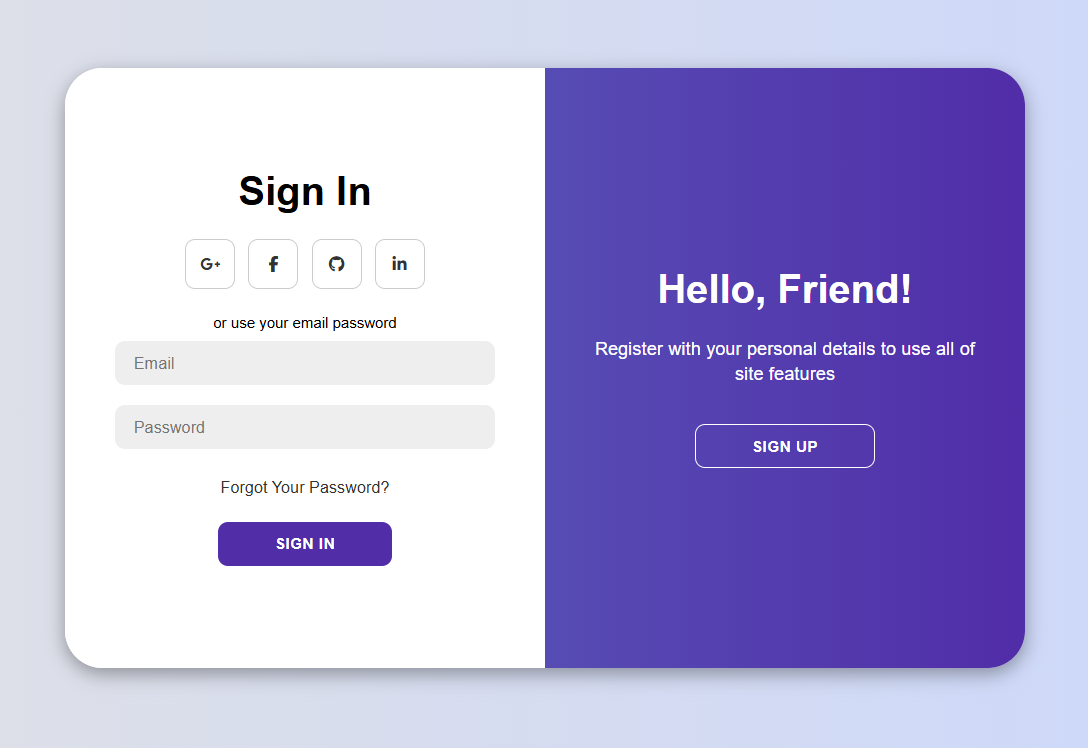 Sign In
G+
f
in
or use your email password
Email
Password
Forgot Your Password?
SIGN IN
Hello, Friend!
Register with your personal details to use all of
site features
SIGN UP